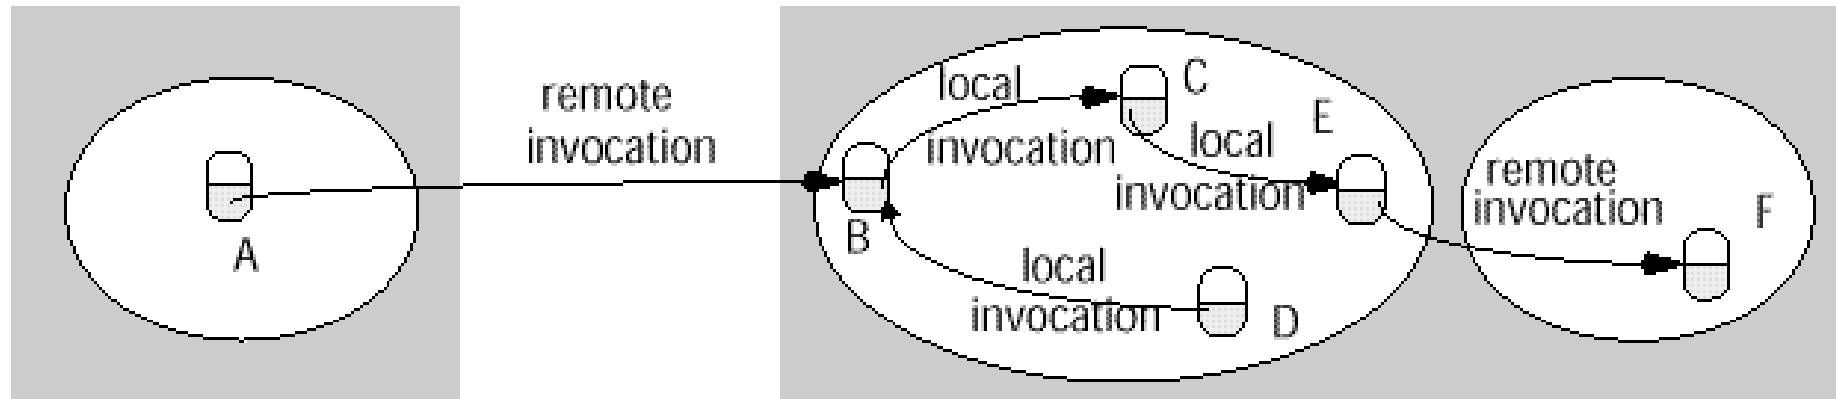 remote
invocation
A
local
invocation
C
local
invocation
E
B
local
invocation
D
remote
invocation
F